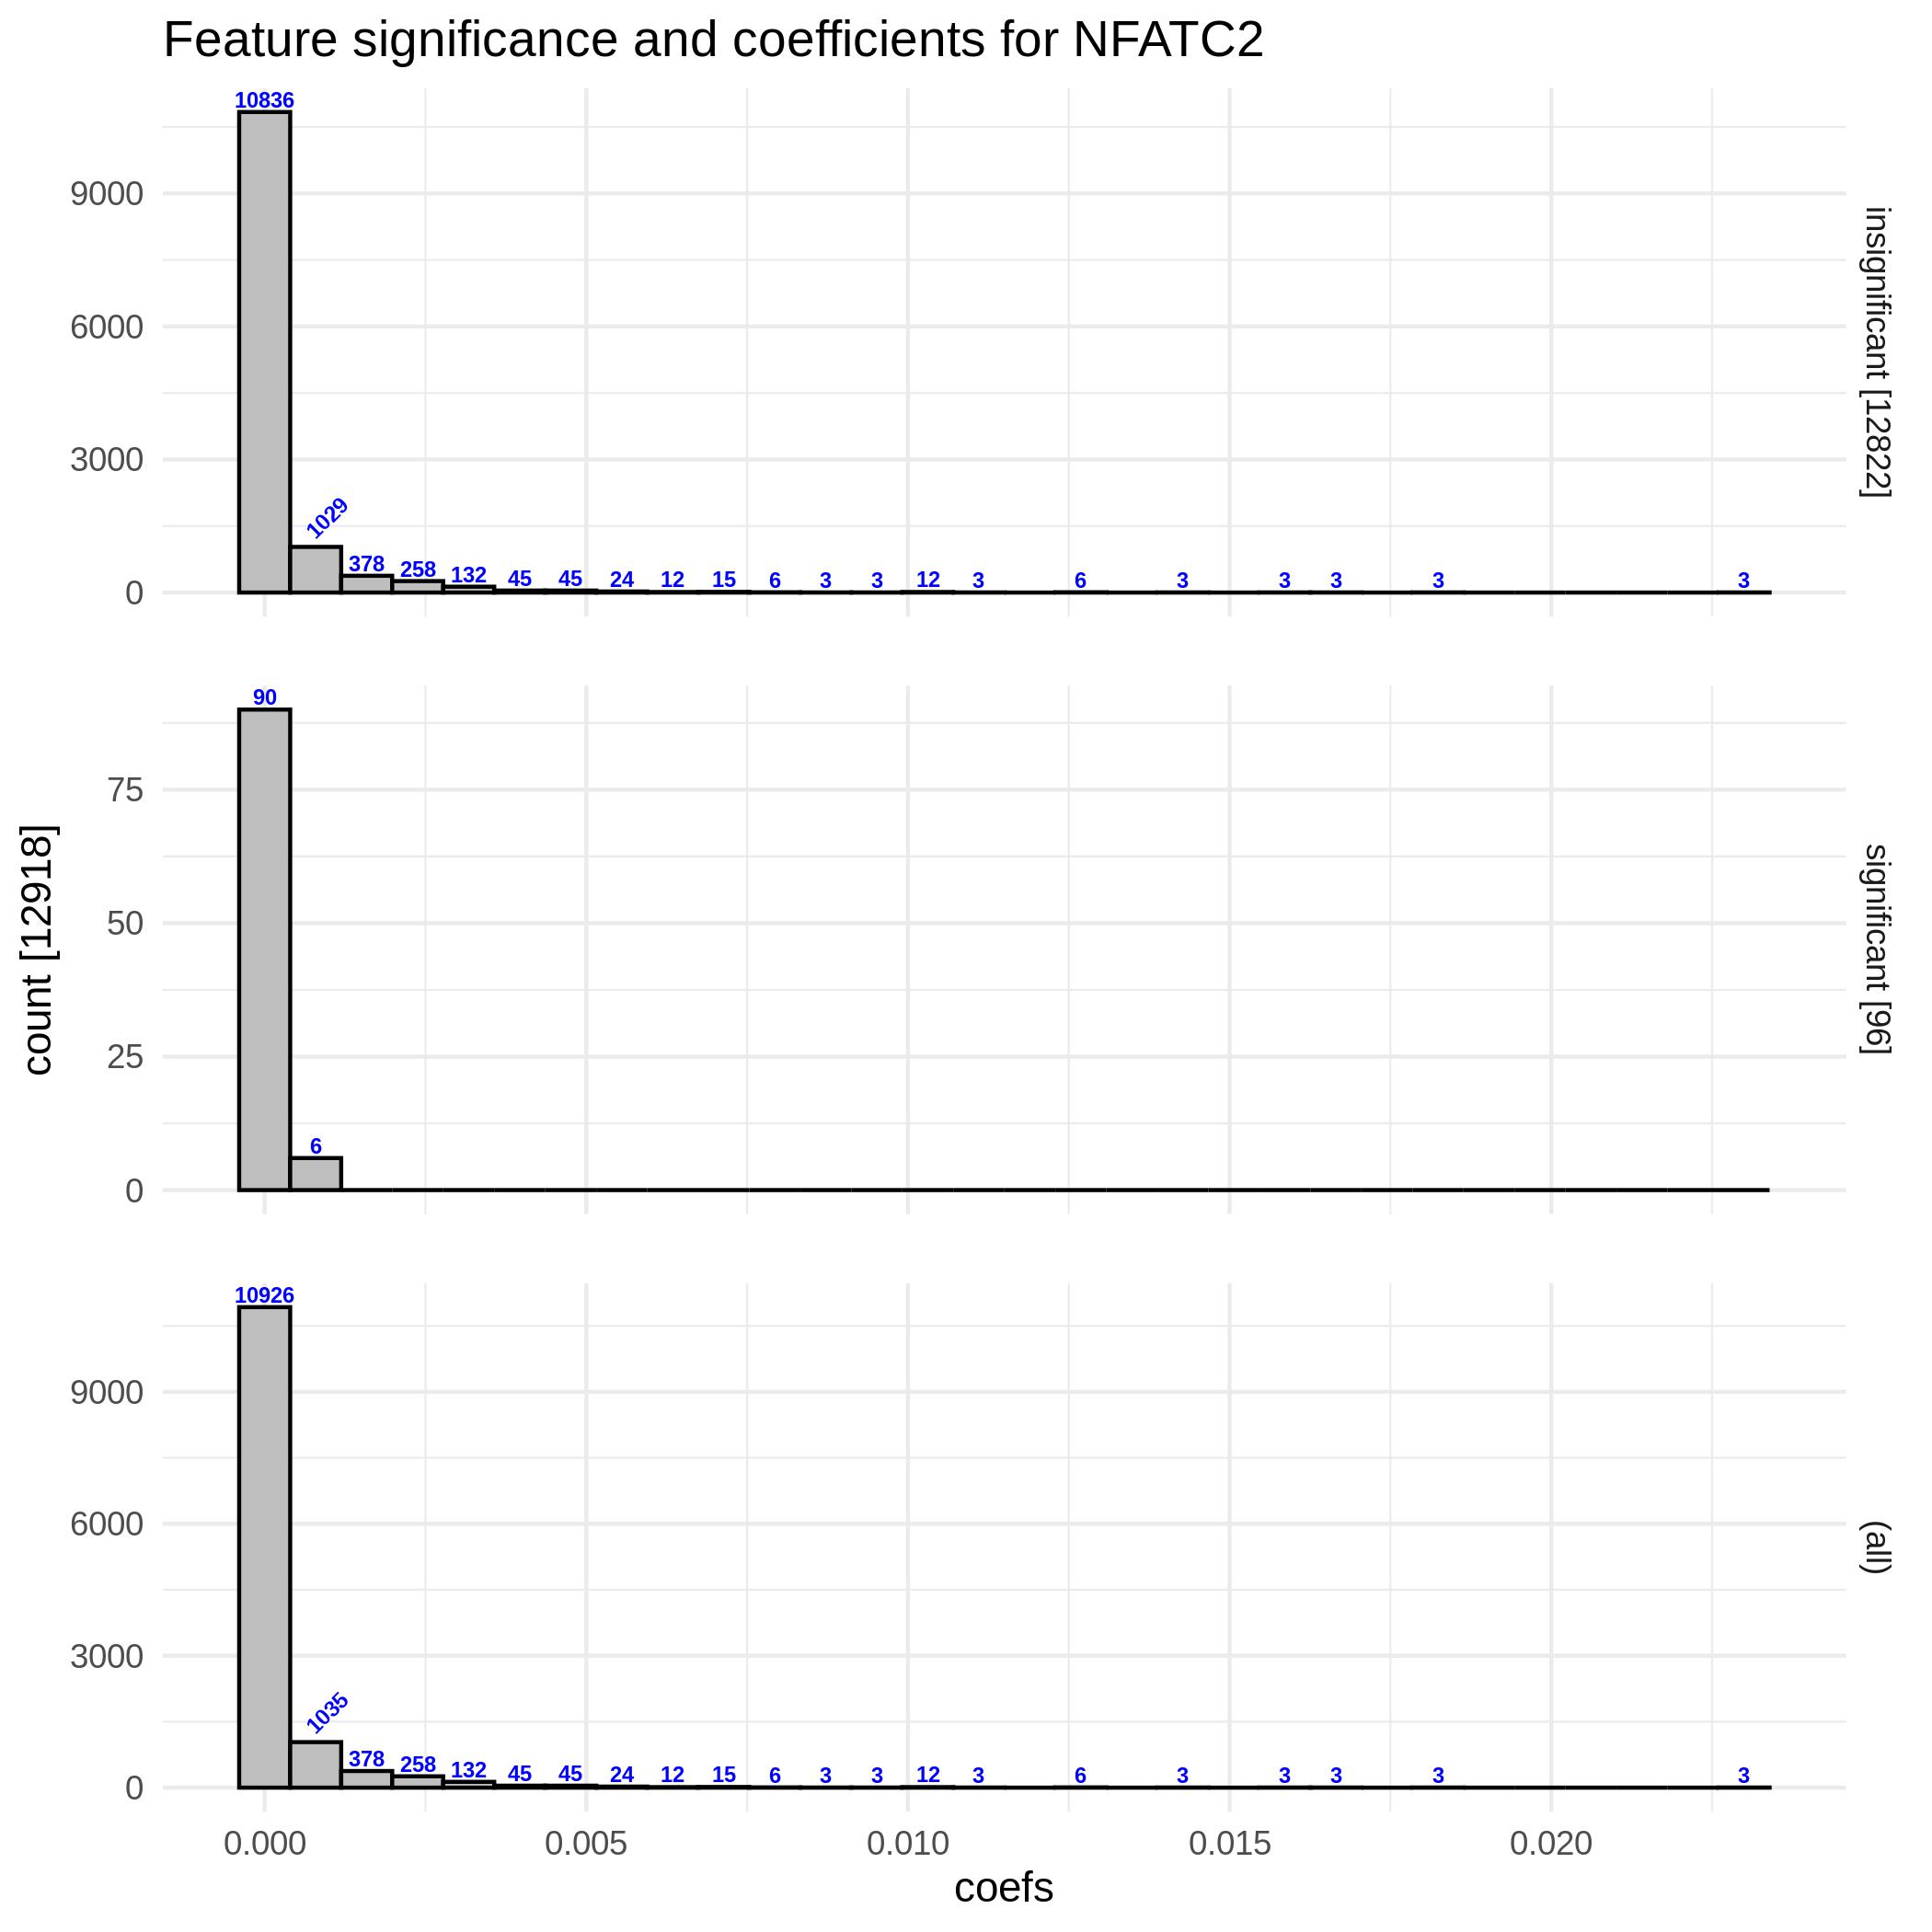 Feature significance and coefficients for NFATC2
10836
9000
6000
3000
0
1029
378 258 132 45 45 24 12 15 6 3 3 12 3 6 3 3 3 3 3
insignificant [12822]
count [12918]
90
75
50
25
0
6
significant [96]
10926
9000
6000
3000
0
1035
378 258 132 45 45 24 12 15 6 3 3 12 3 6 3 3 3 3 3
(all)
0.000 0.005 0.010 0.015 0.020
coefs